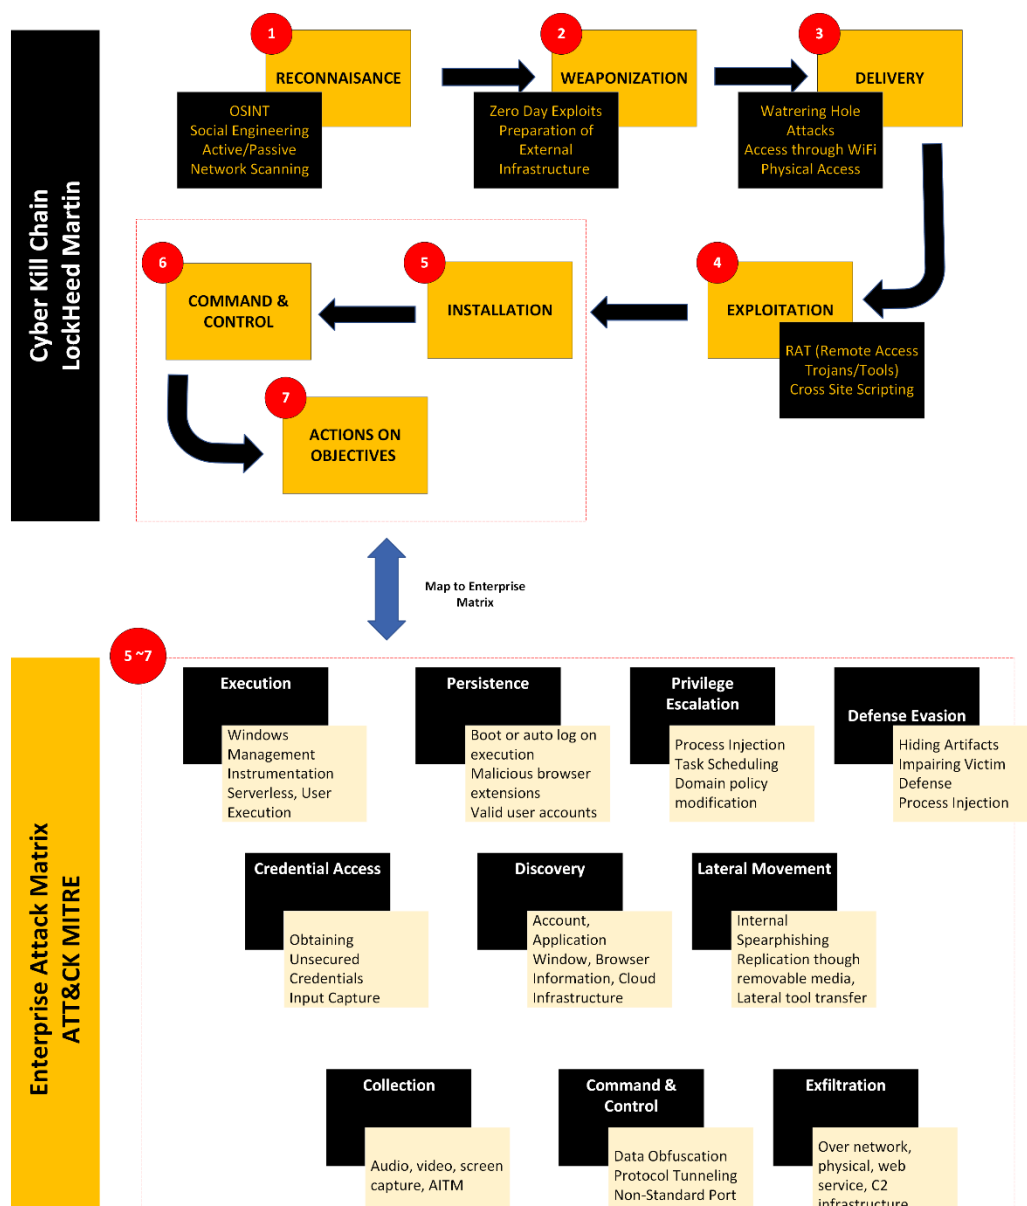 Cyber Kill Chain
LockHeed Martin
1
RECONNAISANCE
OSINT
Social Engineering
Active/Passive
Network Scanning
2
WEAPONIZATION
Zero Day Exploits
Preparation of
External
Infrastructure
3
DELIVERY
Watrering Hole
Attacks
Access through WiFi
Physical Access
4
EXPLOITATION
RAT (Remote Access
Trojans/Tools)
Cross Site Scripting
5
INSTALLATION
6
COMMAND &
CONTROL
7
ACTIONS ON
OBJECTIVES
Map to Enterprise
Matrix
Enterprise Attack Matrix
ATT&CK MITRE
5 ~7
Execution
Windows
Management
Instrumentation
Serverless, User
Execution
Persistence
Boot or auto log on
execution
Malicious browser
extensions
Valid user accounts
Privilege
Escalation
Process Injection
Task Scheduling
Domain policy
modification
Defense Evasion
Hiding Artifacts
Impairing Victim
Defense
Process Injection
Credential Access
Obtaining
Unsecured
Credentials
Input Capture
Discovery
Account,
Application
Window, Browser
Information, Cloud
Infrastructure
Lateral Movement
Internal
Spearphishing
Replication though
removable media,
Lateral tool transfer
Collection
Audio, video, screen
capture, AITM
Command &
Control
Data Obfuscation
Protocol Tunneling
Non-Standard Port
Exfiltration
Over network,
physical, web
service, C2
infrastructure